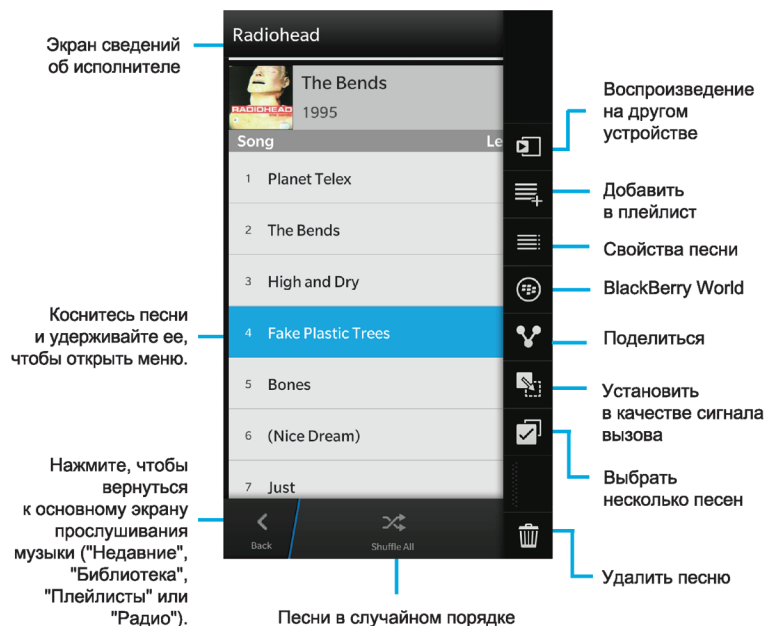 Экран сведений
об исполнителе
Radiohead
RADIOHEAD
The Bends
1995
Song
Le
1 Planet Telex
2 The Bends
3 High and Dry
4 Fake Plastic Trees
5 Bones
6 (Nice Dream)
7 Just
Back
Shuffle All
Коснитесь песни
и удерживайте ее,
чтобы открыть меню.
Нажмите, чтобы
вернуться
к основному экрану
прослушивания
музыки ("Недавние",
"Библиотека",
"Плейлисты" или
"Радио").
Песни в случайном порядке
Воспроизведение
на другом
устройстве
Добавить
в плейлист
Свойства песни
BlackBerry World
Поделиться
Установить
в качестве сигнала
вызова
Выбрать
несколько песен
Удалить песню